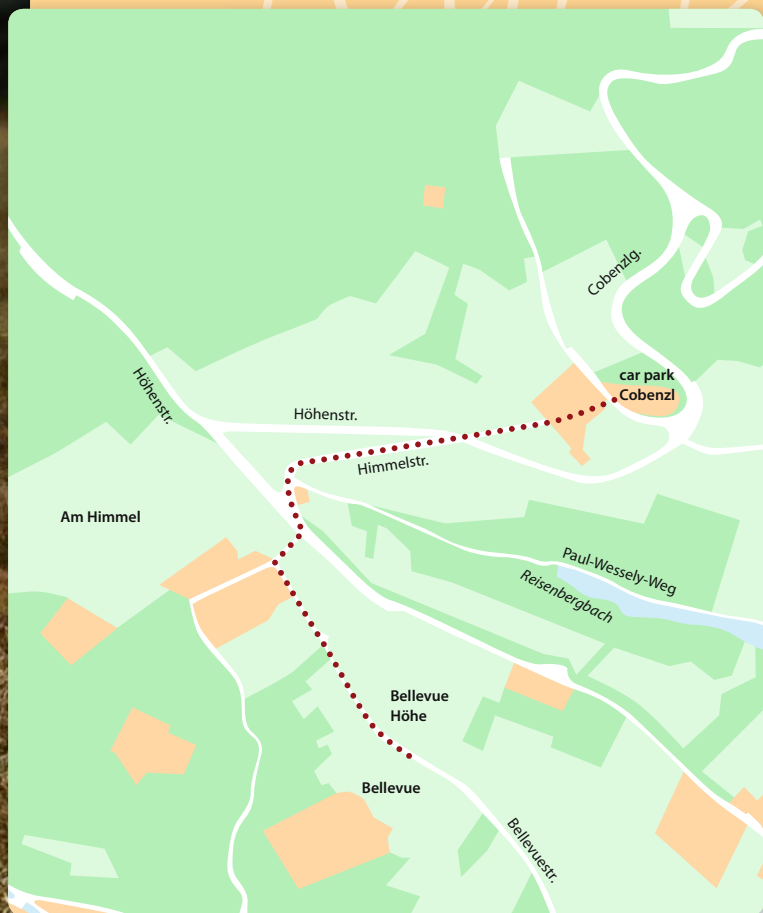 Cobenzlg.
car park
Cobenzl
Höhenstr.
Höhenstr.
Himmelstr.
Am Himmel
Paul-Wessely-Weg
Reisenbergbach
Bellevue
Höhe
Bellevue
Bellevuestr.